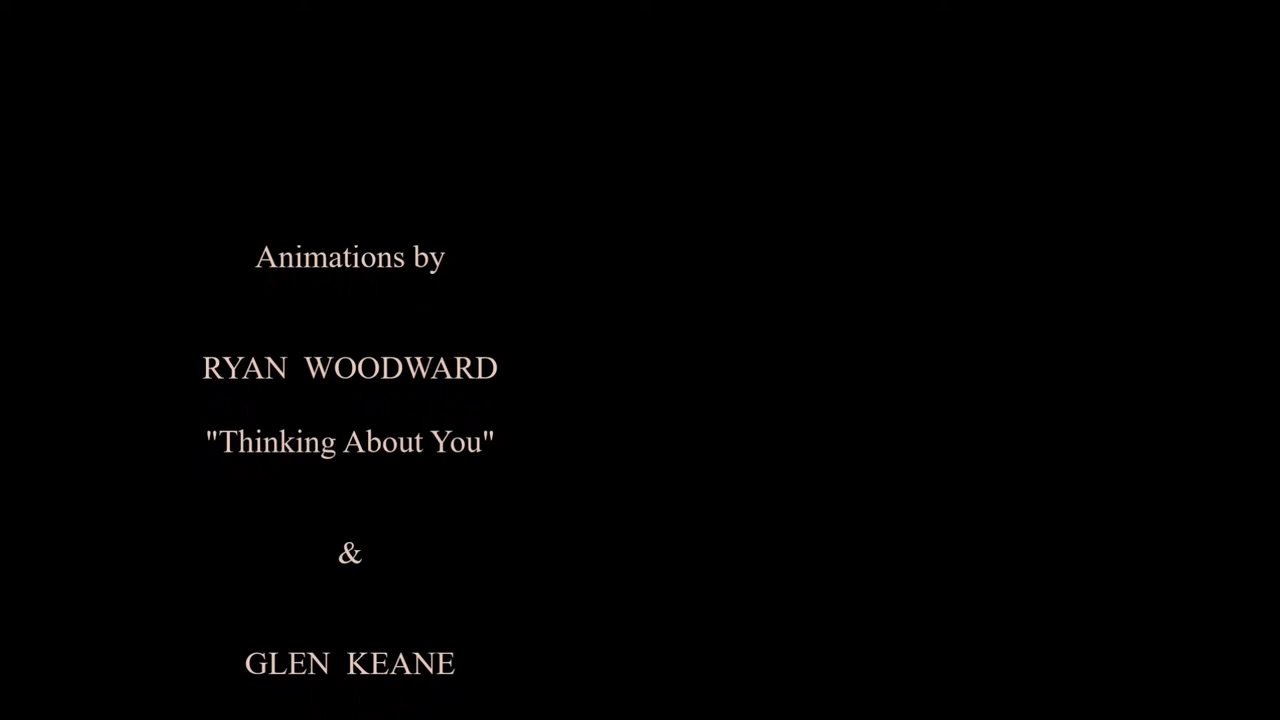 Animations by
RYAN WOODWARD
"Thinking About You"
&
GLEN KEANE